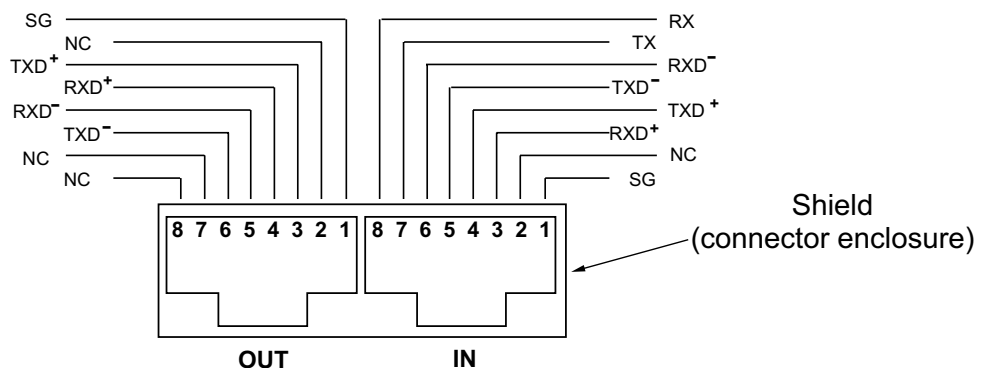 SG
NC
TXD+
RXD+
RXD-
TXD-
NC
NC
RX
TX
RXD-
TXD-
TXD +
RXD+
NC
SG
Shield
(connector enclosure)
8 7 6 5 4 3 2 1
8 7 6 5 4 3 2 1
OUT
IN